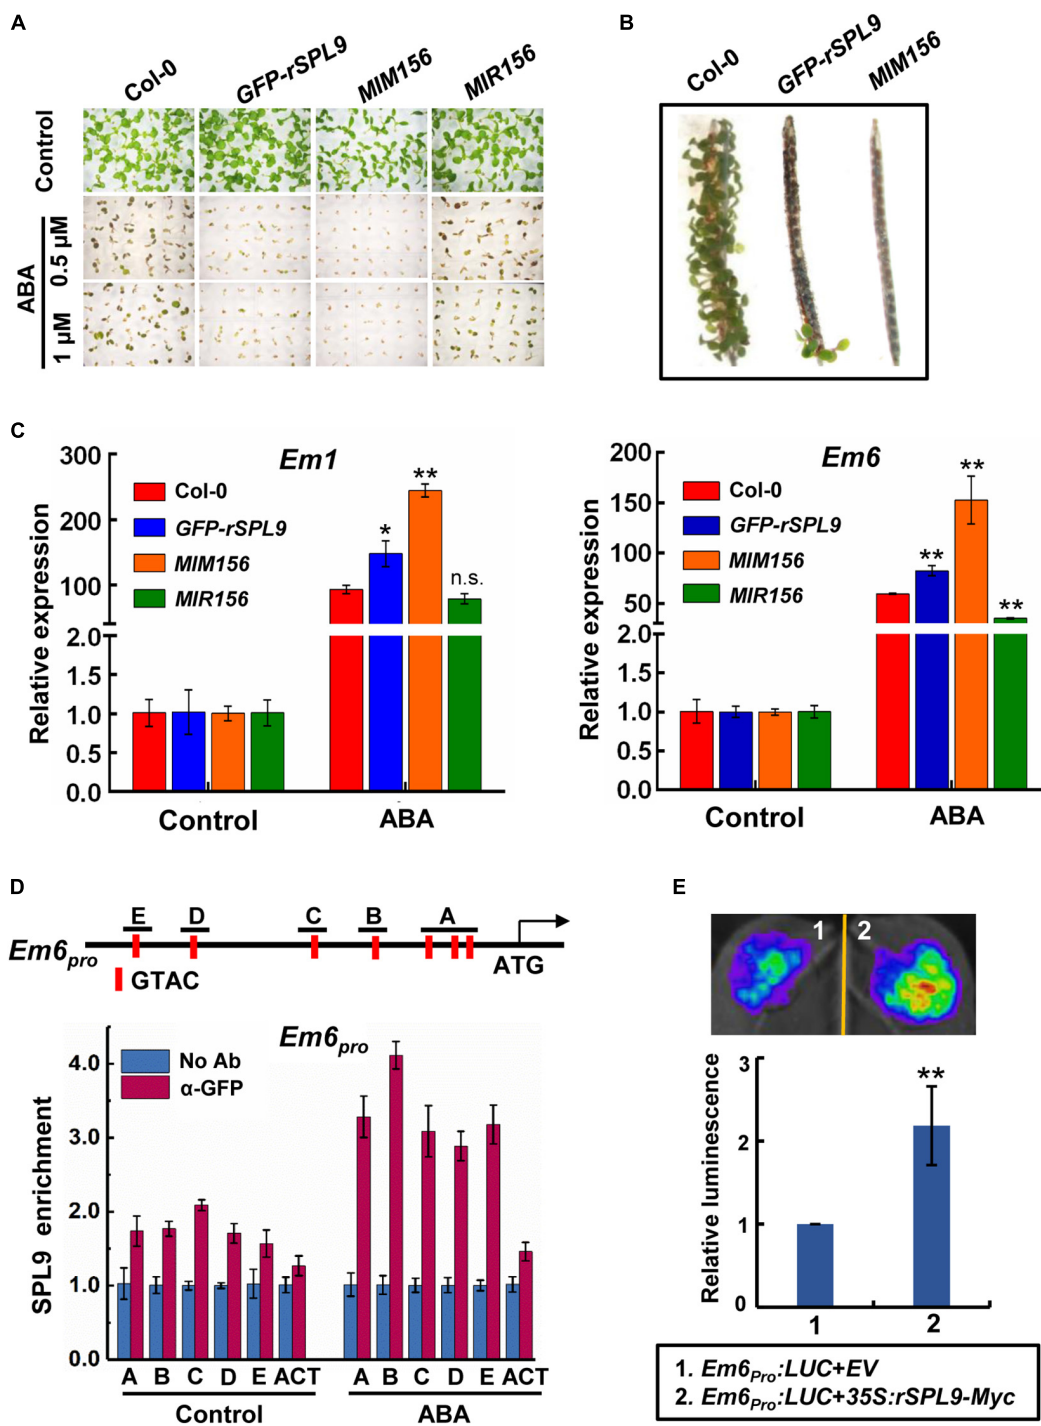 A
Col-0
GFP-rSPL9
MIM156
MIR156
Control
ABA
0.5 µM
1 µM
B
Col-0
GFP-rSPL9
MIM156
C
Em1
Relative expression
300
200
100
2.0
1.5
1.0
0.5
0.0
Col-0
GFP-rSPL9
MIM156
MIR156
*
**
n.s.
Control
ABA
Em6
Relative expression
200
150
100
50
2.0
1.5
1.0
0.5
0.0
Col-0
GFP-rSPL9
MIM156
MIR156
**
**
**
Control
ABA
D
E D C B A
Em6pro
ATG
GTAC
Em6pro
No Ab
α-GFP
SPL9 enrichment
4.0
3.0
2.0
1.0
0.0
A B C D E ACT
A B C D E ACT
Control
ABA
E
1 2
Relative luminescence
3
2
1
0
**
1 2
1. Em6Pro:LUC+EV
2. Em6Pro:LUC+35S:rSPL9-Myc